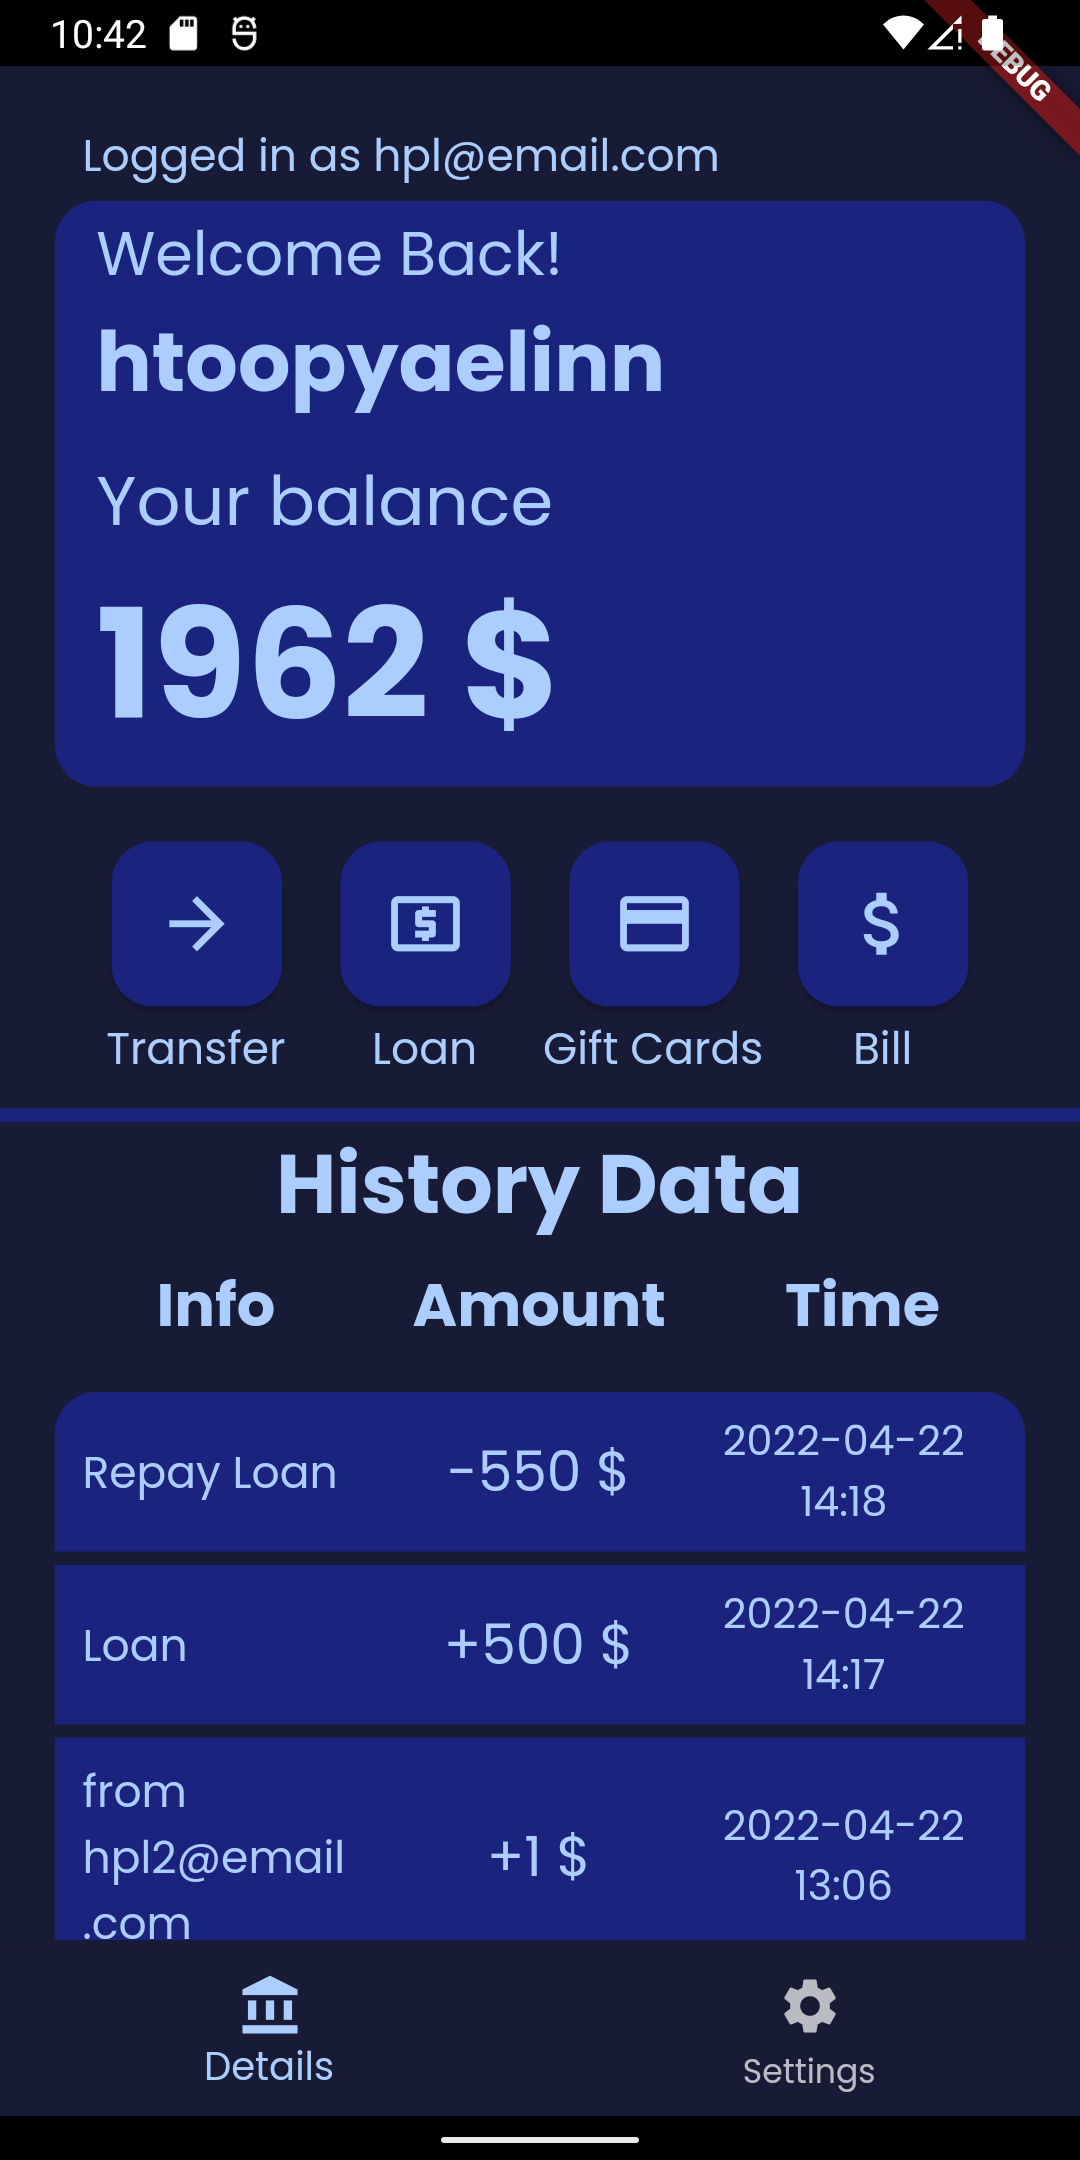 10:42
Logged in as hpl@email.com
Welcome Back!
htoopyaelinn
Your balance
1962 $
Transfer Loan Gift Cards Bill
History Data
Info Amount Time
Repay Loan -550 $ 2022-04-22
14:18
Loan +500 $ 2022-04-22
14:17
from
hpl2@email
.com
+1 $
2022-04-22
13:06
Details Settings